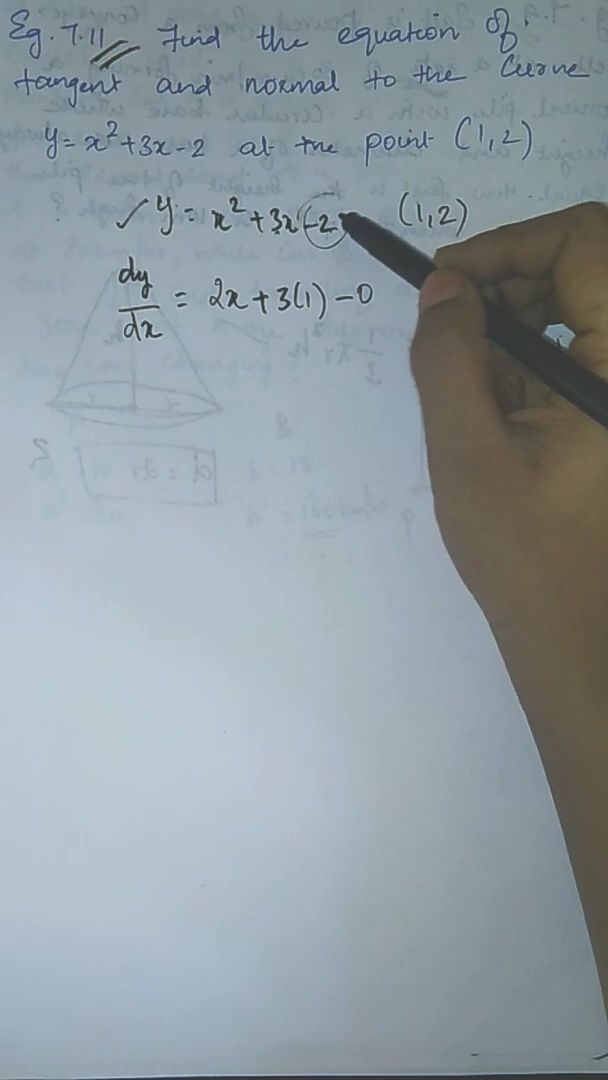 Eg. 7.11 Find the equation of
tangent and normal to the Curve
y = x² + 3x - 2 at the point (1,2)
✓ y = x² + 3x - 2 (1,2)
dy/dx = 2x + 3(1) - 0